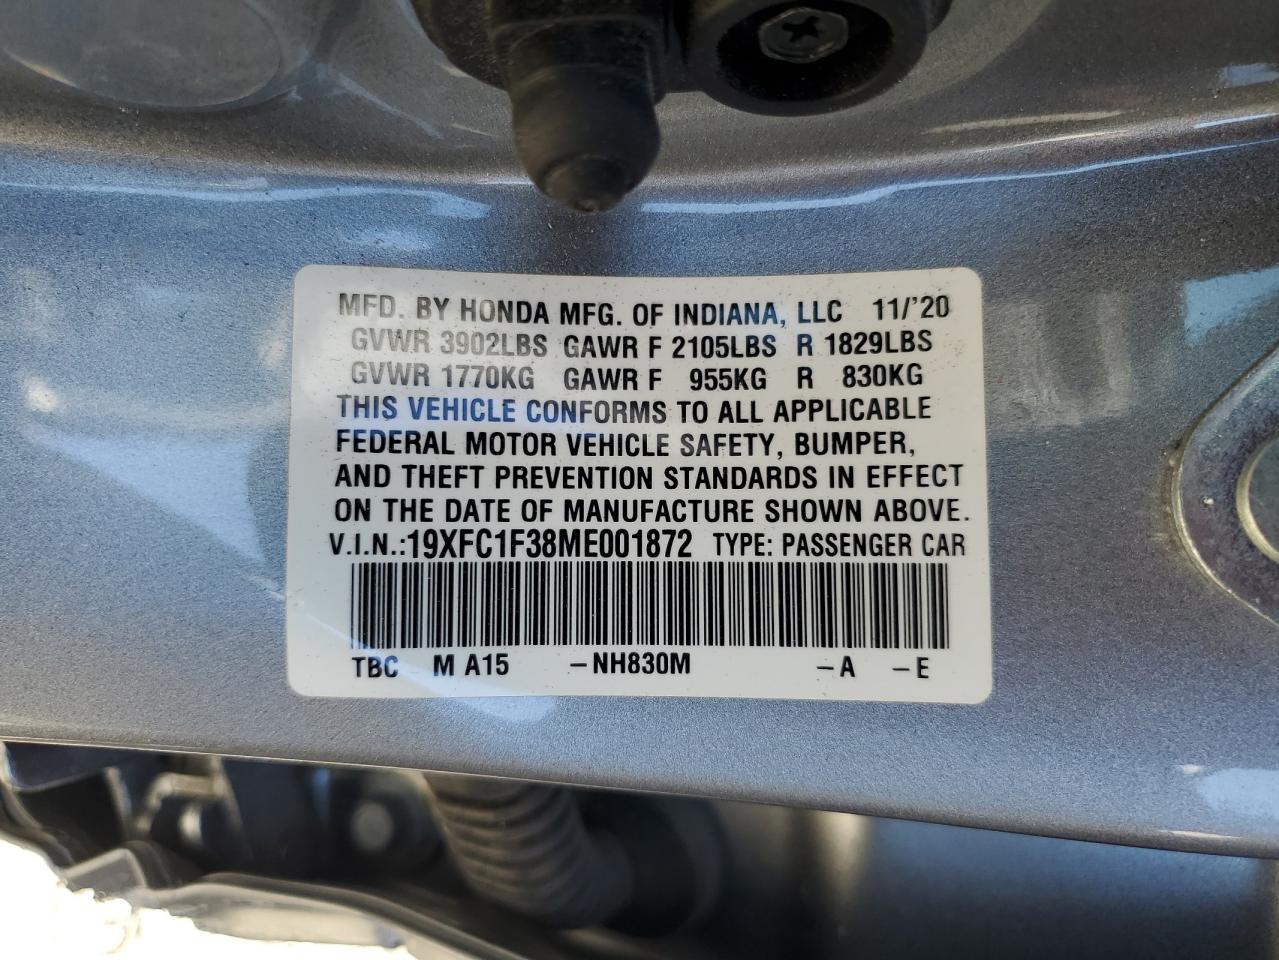 MFD. BY HONDA MFG. OF INDIANA, LLC 11/'20
GVWR 3902LBS GAWR F 2105LBS R 1829LBS
GVWR 1770KG GAWR F 955KG R 830KG
THIS VEHICLE CONFORMS TO ALL APPLICABLE
FEDERAL MOTOR VEHICLE SAFETY, BUMPER,
AND THEFT PREVENTION STANDARDS IN EFFECT
ON THE DATE OF MANUFACTURE SHOWN ABOVE.
V.I.N.:19XFC1F38ME001872 TYPE: PASSENGER CAR
TBC M A15 –NH830M –A –E